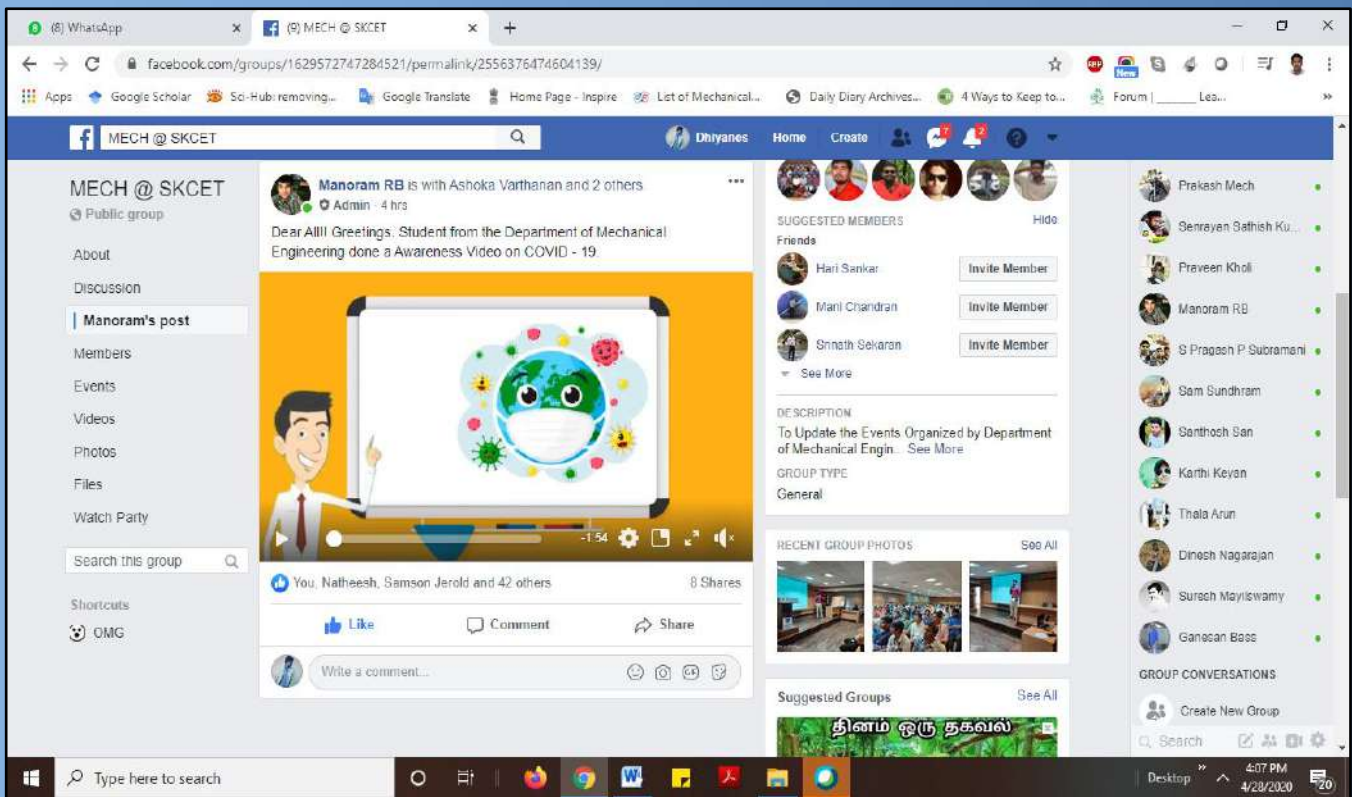 (8) WhatsApp
(9) MECH @ SKCET
facebook.com/groups/1629572747284521/permalink/2556376474604139/
ABP
New
Apps
Google Scholar
Sci-Hub: removing...
Google Translate
Home Page - Inspire
List of Mechanical...
Daily Diary Archives...
4 Ways to Keep to...
Forum | ______ Lea...
MECH @ SKCET
Dhiyanes
Home
Create
7
2
MECH @ SKCET
Public group
About
Discussion
Manoram's post
Members
Events
Videos
Photos
Files
Watch Party
Search this group
Shortcuts
OMG
Manoram RB is with Ashoka Varthanan and 2 others
Admin · 4 hrs
Dear All!!! Greetings. Student from the Department of Mechanical
Engineering done a Awareness Video on COVID - 19.
-1:54
You, Natheesh, Samson Jerold and 42 others
8 Shares
Like
Comment
Share
Write a comment...
GIF
SUGGESTED MEMBERS
Hide
Friends
Hari Sankar
Invite Member
Mani Chandran
Invite Member
Srinath Sekaran
Invite Member
See More
DESCRIPTION
To Update the Events Organized by Department
of Mechanical Engin... See More
GROUP TYPE
General
RECENT GROUP PHOTOS
See All
Suggested Groups
See All
தினம் ஒரு தகவல்
Prakash Mech
Senrayan Sathish Ku...
Praveen Kholi
Manoram RB
S Pragash P Subramani
Sam Sundhram
Santhosh San
Karthi Keyan
Thala Arun
Dinesh Nagarajan
Suresh Mayilswamy
Ganesan Bass
GROUP CONVERSATIONS
Create New Group
Search
Type here to search
Desktop
4:07 PM
4/28/2020
20